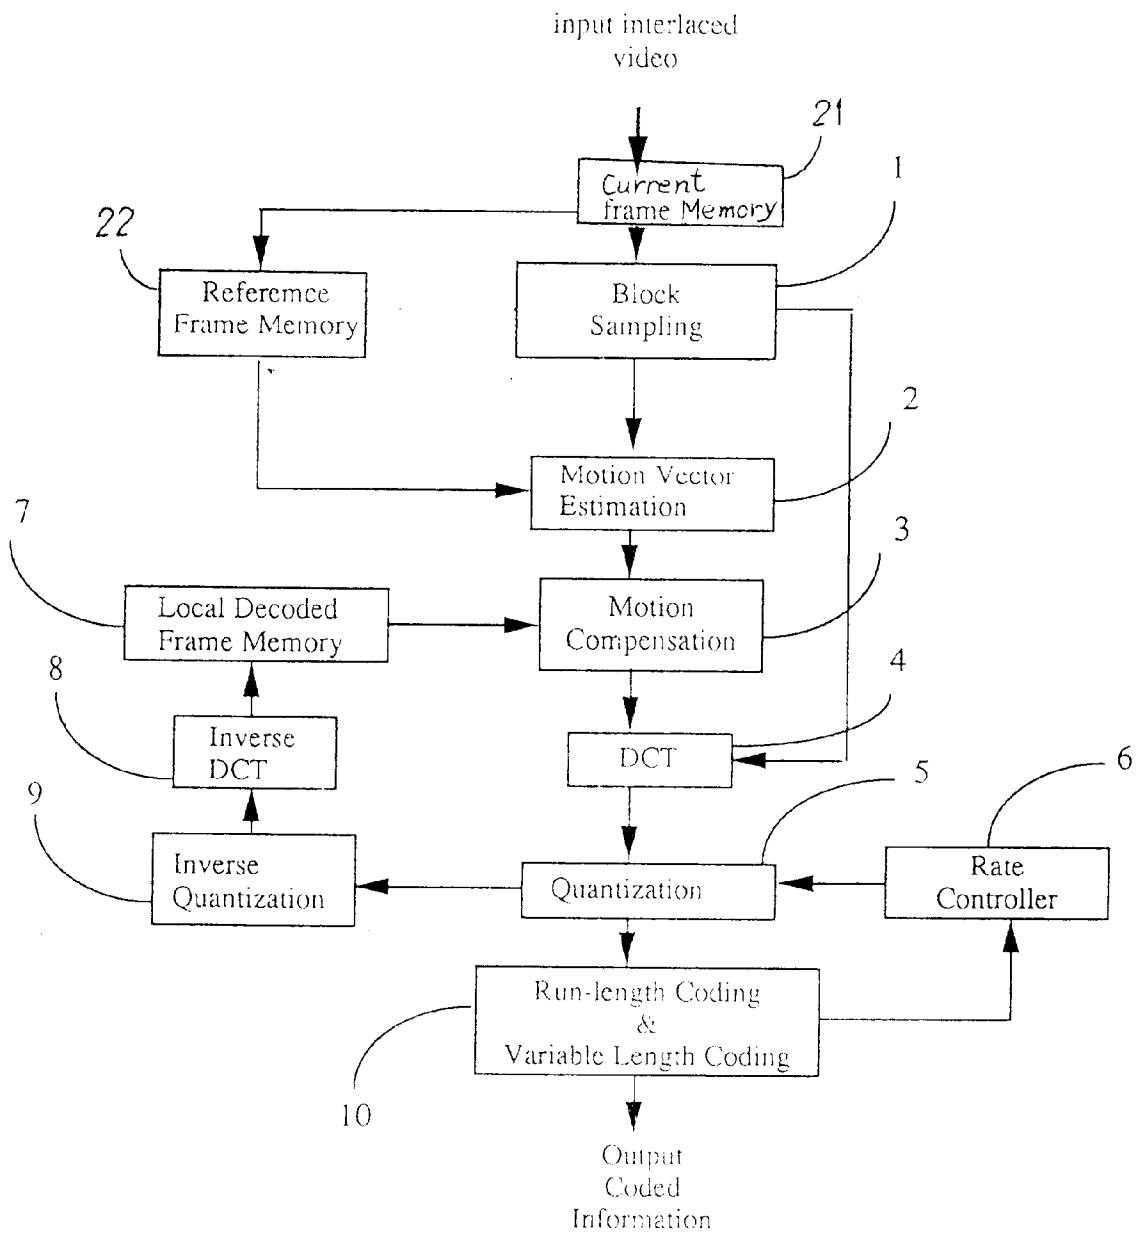 input interlaced
video
21
Current
frame Memory
1
22
Referemce
Frame Memory
Block
Sampling
2
Motion Vector
Estimation
7
3
Local Decoded
Frame Memory
Motion
Compensation
8
4
Inverse
DCT
DCT
6
9
5
Inverse
Quantization
Quantization
Rate
Controller
Run-length Coding
&
Variable Length Coding
10
Output
Coded
Information